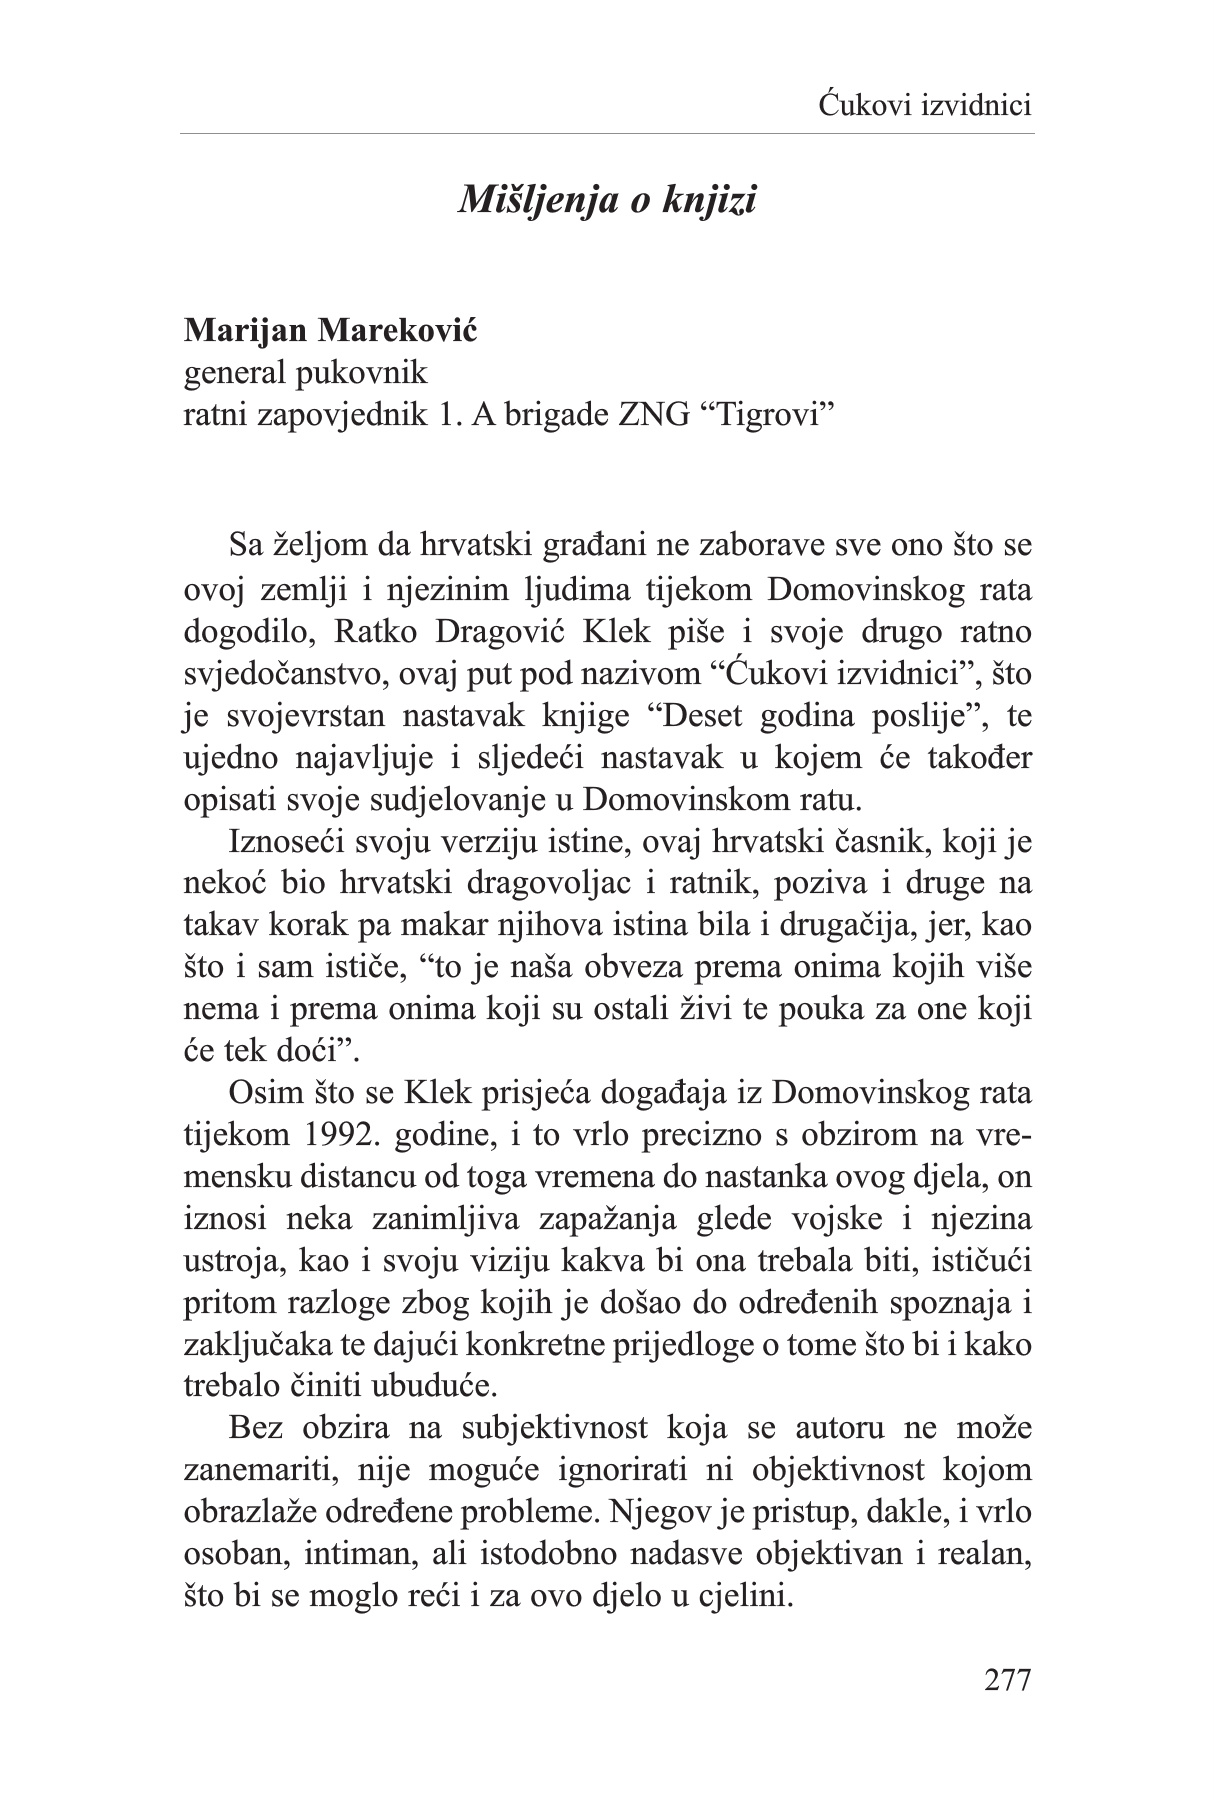 Ćukovi izvidnici
Mišljenja o knjizi
Marijan Mareković
general pukovnik
ratni zapovjednik 1. A brigade ZNG “Tigrovi”
Sa željom da hrvatski građani ne zaborave sve ono što se
ovoj zemlji i njezinim ljudima tijekom Domovinskog rata
dogodilo, Ratko Dragović Klek piše i svoje drugo ratno
svjedočanstvo, ovaj put pod nazivom “Ćukovi izvidnici”, što
je svojevrstan nastavak knjige “Deset godina poslije”, te
ujedno najavljuje i sljedeći nastavak u kojem će također
opisati svoje sudjelovanje u Domovinskom ratu.
Iznoseći svoju verziju istine, ovaj hrvatski časnik, koji je
nekoć bio hrvatski dragovoljac i ratnik, poziva i druge na
takav korak pa makar njihova istina bila i drugačija, jer, kao
što i sam ističe, “to je naša obveza prema onima kojih više
nema i prema onima koji su ostali živi te pouka za one koji
će tek doći”.
Osim što se Klek prisjeća događaja iz Domovinskog rata
tijekom 1992. godine, i to vrlo precizno s obzirom na vre-
mensku distancu od toga vremena do nastanka ovog djela, on
iznosi neka zanimljiva zapažanja glede vojske i njezina
ustroja, kao i svoju viziju kakva bi ona trebala biti, ističući
pritom razloge zbog kojih je došao do određenih spoznaja i
zaključaka te dajući konkretne prijedloge o tome što bi i kako
trebalo činiti ubuduće.
Bez obzira na subjektivnost koja se autoru ne može
zanemariti, nije moguće ignorirati ni objektivnost kojom
obrazlaže određene probleme. Njegov je pristup, dakle, i vrlo
osoban, intiman, ali istodobno nadasve objektivan i realan,
što bi se moglo reći i za ovo djelo u cjelini.
277